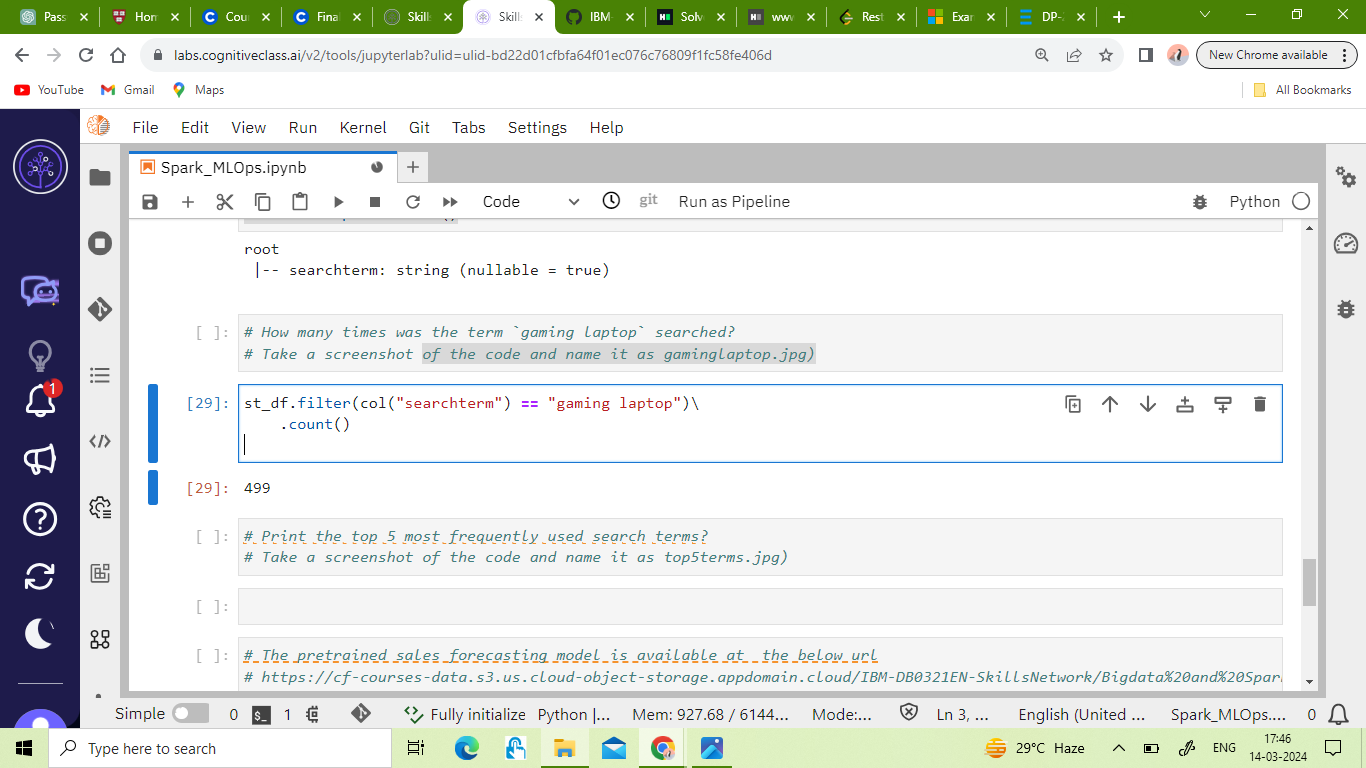 Pass
Hom
Cou
Final
Skills
Skills
IBM-
Solv
www
Rest
Exar
DP-
labs.cognitiveclass.ai/v2/tools/jupyterlab?ulid=ulid-bd22d01cfbfa64f01ec076c76809f1fc58fe406d
New Chrome available
YouTube Gmail Maps
All Bookmarks
File Edit View Run Kernel Git Tabs Settings Help
Spark_MLOps.ipynb
Code
git
Run as Pipeline
Python
root
|-- searchterm: string (nullable = true)
[ ]:
# How many times was the term `gaming laptop` searched?
# Take a screenshot of the code and name it as gaminglaptop.jpg)
[29]:
st_df.filter(col("searchterm") == "gaming laptop")\
.count()
[29]: 499
[ ]:
# Print the top 5 most frequently used search terms?
# Take a screenshot of the code and name it as top5terms.jpg)
[ ]:
[ ]:
# The pretrained sales forecasting model is available at the below url
# https://cf-courses-data.s3.us.cloud-object-storage.appdomain.cloud/IBM-DB0321EN-SkillsNetwork/Bigdata%20and%20Spar
1
Simple 0 1 Fully initialize Python |... Mem: 927.68 / 6144... Mode:... Ln 3, ... English (United ... Spark_MLOps.... 0
Type here to search
29°C Haze
ENG
17:46
14-03-2024